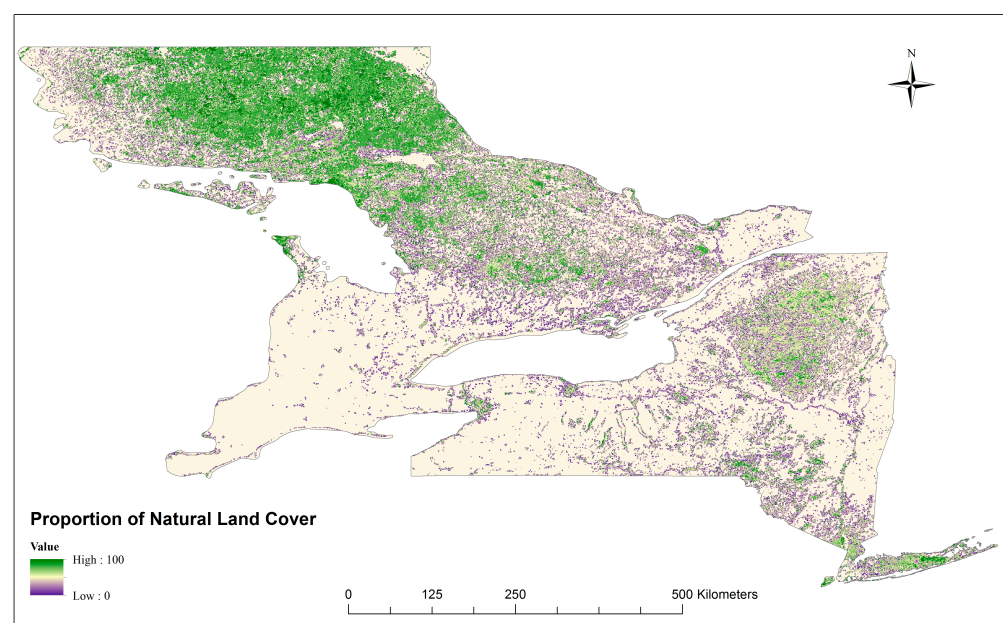 N
Proportion of Natural Land Cover
Value
High : 100
Low : 0
0 125 250 500 Kilometers